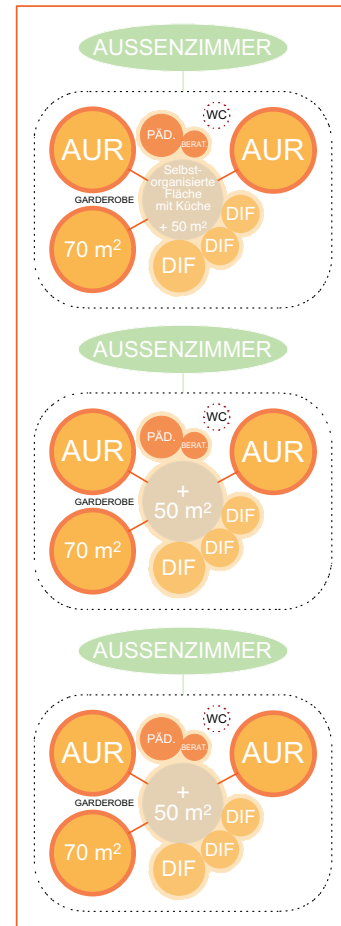 AUSSENZIMMER
WC
PÄD.
BERAT.
AUR
AUR
Selbst-
organisierte
Fläche
mit Küche
+ 50 m²
GARDEROBE
DIF
70 m²
DIF
DIF
AUSSENZIMMER
WC
PÄD.
BERAT.
AUR
AUR
+
50 m²
GARDEROBE
DIF
70 m²
DIF
DIF
AUSSENZIMMER
WC
PÄD.
BERAT.
AUR
AUR
+
50 m²
GARDEROBE
DIF
70 m²
DIF
DIF